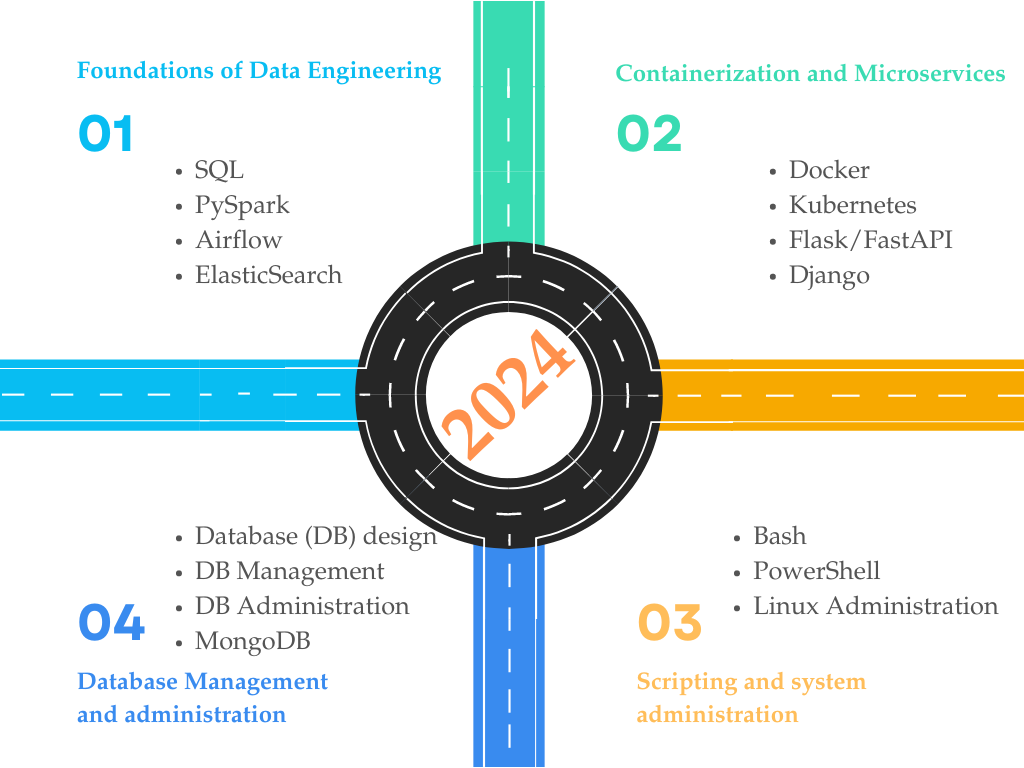 Foundations of Data Engineering
01
• SQL
• PySpark
• Airflow
• ElasticSearch
Containerization and Microservices
02
• Docker
• Kubernetes
• Flask/FastAPI
• Django
2024
• Database (DB) design
• DB Management
• DB Administration
• MongoDB
04
Database Management
and administration
• Bash
• PowerShell
• Linux Administration
03
Scripting and system
administration